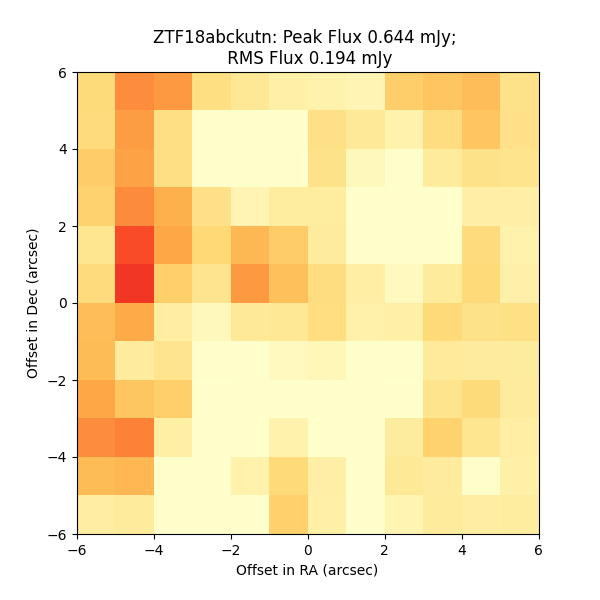 ZTF18abckutn: Peak Flux 0.644 mJy;
RMS Flux 0.194 mJy
6
4
2
0
−2
−4
−6
Offset in Dec (arcsec)
−6 −4 −2 0 2 4 6
Offset in RA (arcsec)